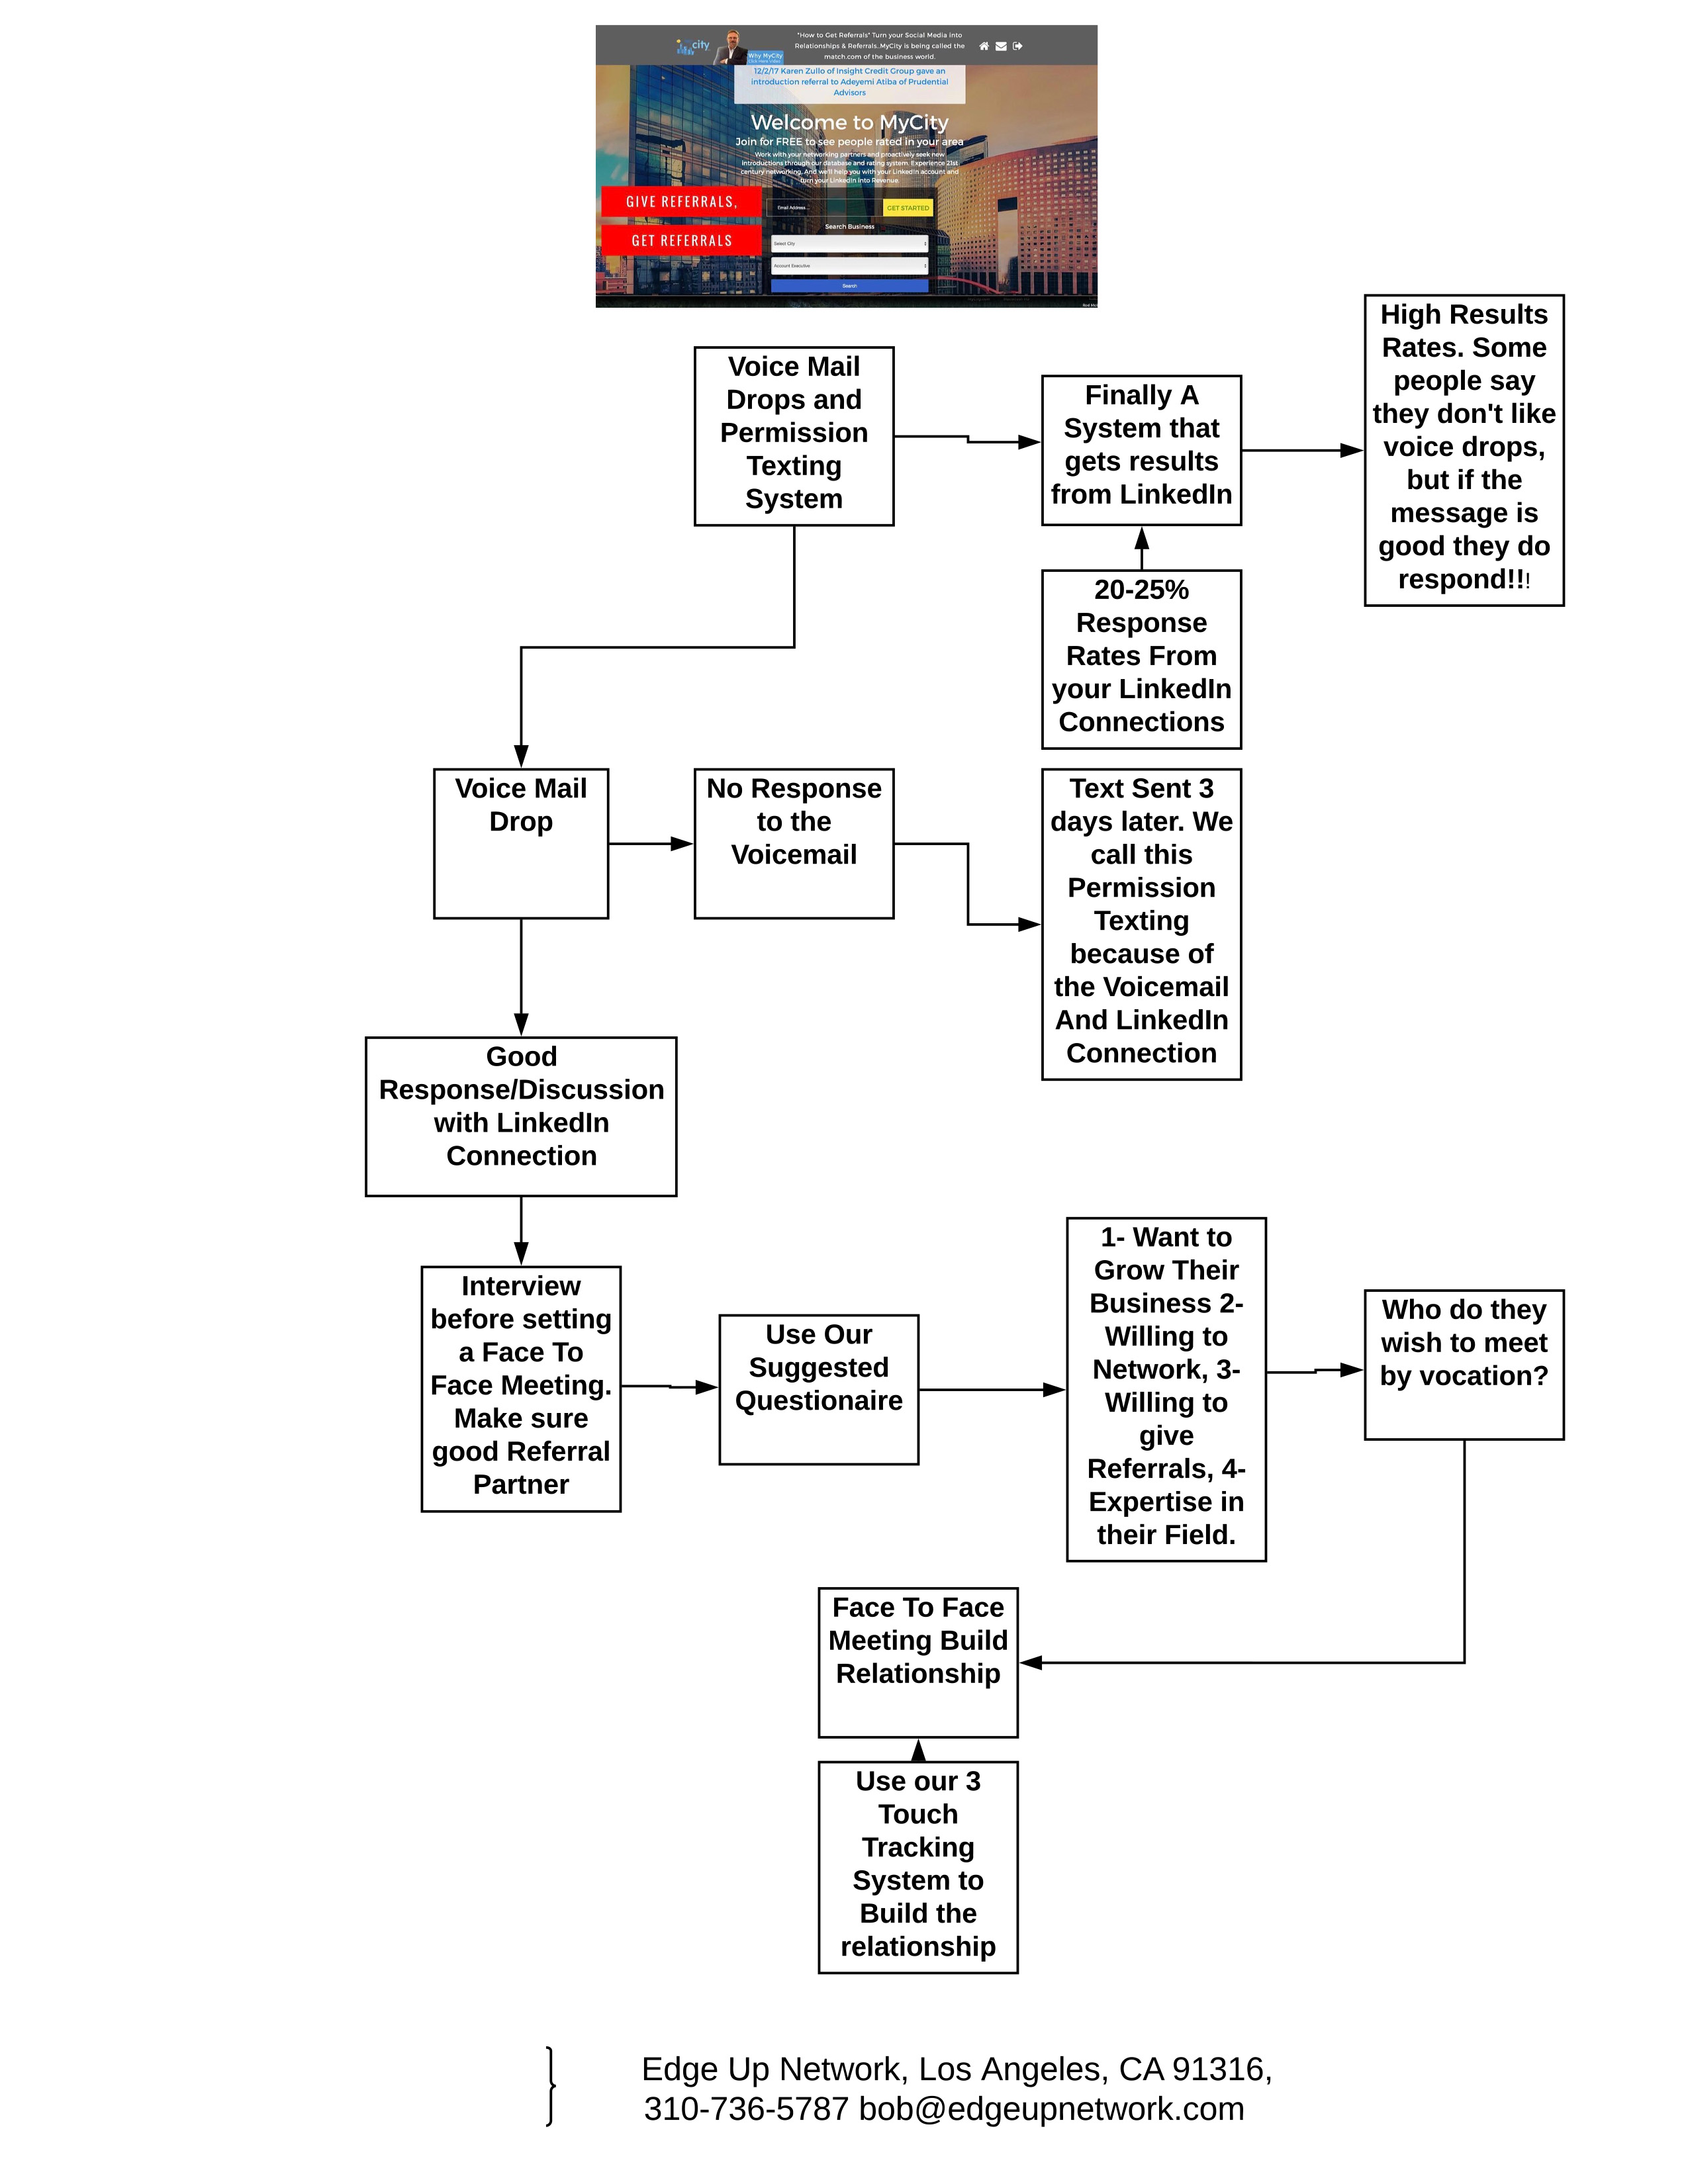 city
Why MyCity
"How to Get Referrals" Turn your Social Media into
Relationships & Referrals..MyCity is being called the
match.com of the business world.
12/2/17 Karen Zullo of Insight Credit Group gave an
introduction referral to Adeyemi Atiba of Prudential
Advisors
Welcome to MyCity
Join for FREE to see people rated in your area
Work with your networking partners and proactively seek new
introductions through our database and rating system. Experience 21st
century networking. And we'll help you with your LinkedIn account and
turn your LinkedIn into Revenue.
GIVE REFERRALS,
GET REFERRALS
Email Address...
GET STARTED
Search Business
Select City
Account Executive
Search
Voice Mail
Drops and
Permission
Texting
System
Finally A
System that
gets results
from LinkedIn
High Results
Rates. Some
people say
they don't like
voice drops,
but if the
message is
good they do
respond!!!
20-25%
Response
Rates From
your LinkedIn
Connections
Voice Mail
Drop
No Response
to the
Voicemail
Text Sent 3
days later. We
call this
Permission
Texting
because of
the Voicemail
And LinkedIn
Connection
Good
Response/Discussion
with LinkedIn
Connection
Interview
before setting
a Face To
Face Meeting.
Make sure
good Referral
Partner
Use Our
Suggested
Questionaire
1- Want to
Grow Their
Business 2-
Willing to
Network, 3-
Willing to
give
Referrals, 4-
Expertise in
their Field.
Who do they
wish to meet
by vocation?
Face To Face
Meeting Build
Relationship
Use our 3
Touch
Tracking
System to
Build the
relationship
Edge Up Network, Los Angeles, CA 91316,
310-736-5787 bob@edgeupnetwork.com